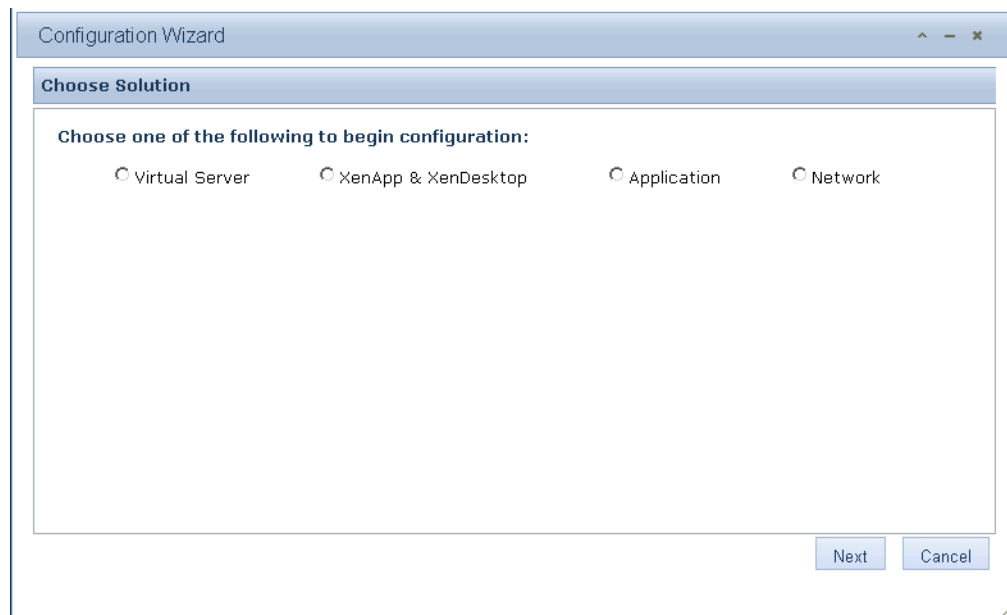 Configuration Wizard
Choose Solution
Choose one of the following to begin configuration:
Virtual Server XenApp & XenDesktop Application Network
Next Cancel